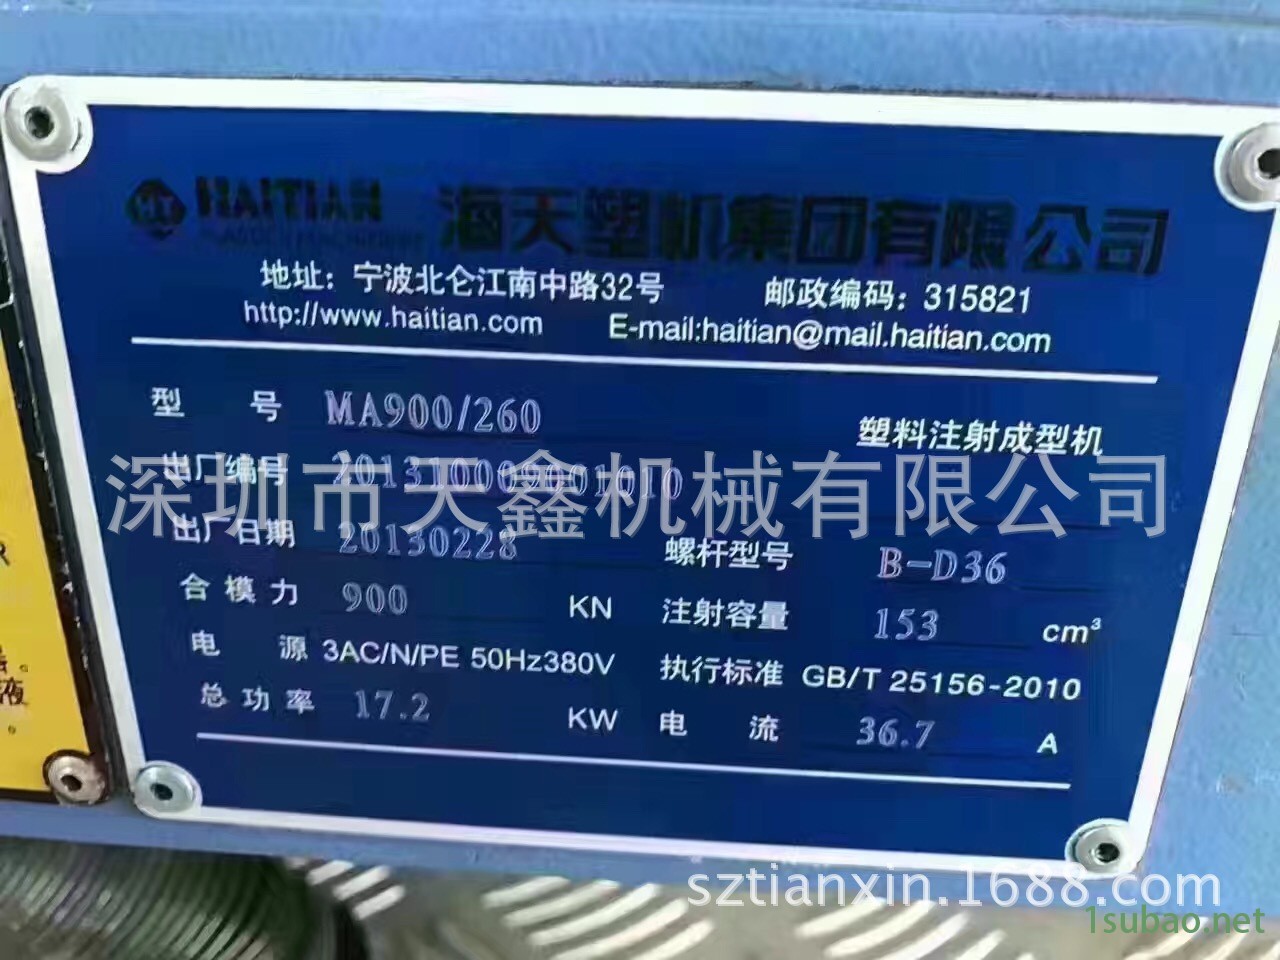 HAITIAN 海天塑机集团有限公司
PLASTICS MACHINERY
地址：宁波北仑江南中路32号 邮政编码：315821
http://www.haitian.com E-mail:haitian@mail.haitian.com
型 号 MA900/260 塑料注射成型机
出厂编号
深圳市天鑫机械有限公司
出厂日期 20130228 螺杆型号 B-D36
合模力 900 KN 注射容量 153 cm³
电 源 3AC/N/PE 50Hz380V 执行标准 GB/T 25156-2010
总功率 17.2 KW 电 流 36.7 A
R
液
sztianxin.1688.com
1subao.net